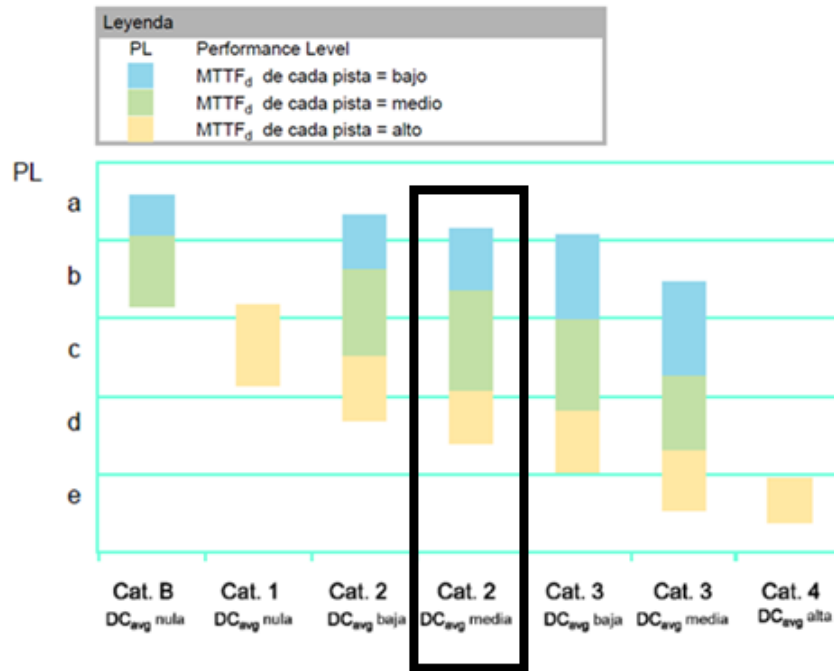 Leyenda
PL Performance Level
MTTFd de cada pista = bajo
MTTFd de cada pista = medio
MTTFd de cada pista = alto
PL
a
b
c
d
e
Cat. B Cat. 1 Cat. 2 Cat. 2 Cat. 3 Cat. 3 Cat. 4
DCavg nula DCavg nula DCavg baja DCavg media DCavg baja DCavg media DCavg alta